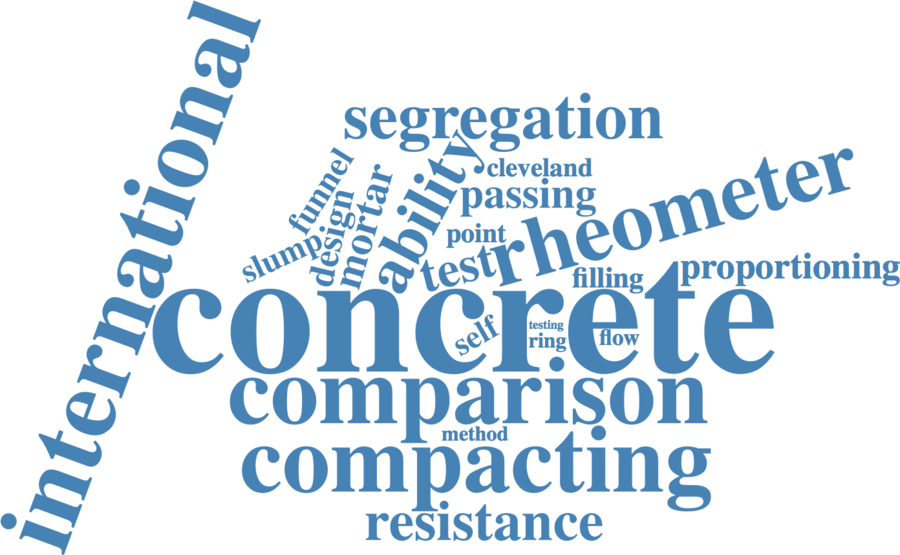 international
segregation
cleveland
funnel
ability
passing
design
mortar
rheometer
point
slump
test
filling
proportioning
concrete
self
testing
ring
flow
comparison
method
compacting
resistance